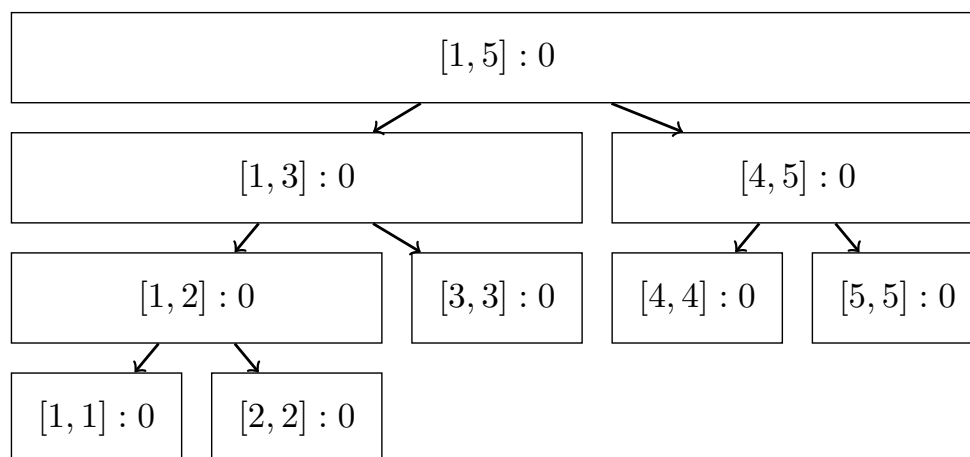 [1, 5] : 0
[1, 3] : 0 [4, 5] : 0
[1, 2] : 0 [3, 3] : 0 [4, 4] : 0 [5, 5] : 0
[1, 1] : 0 [2, 2] : 0